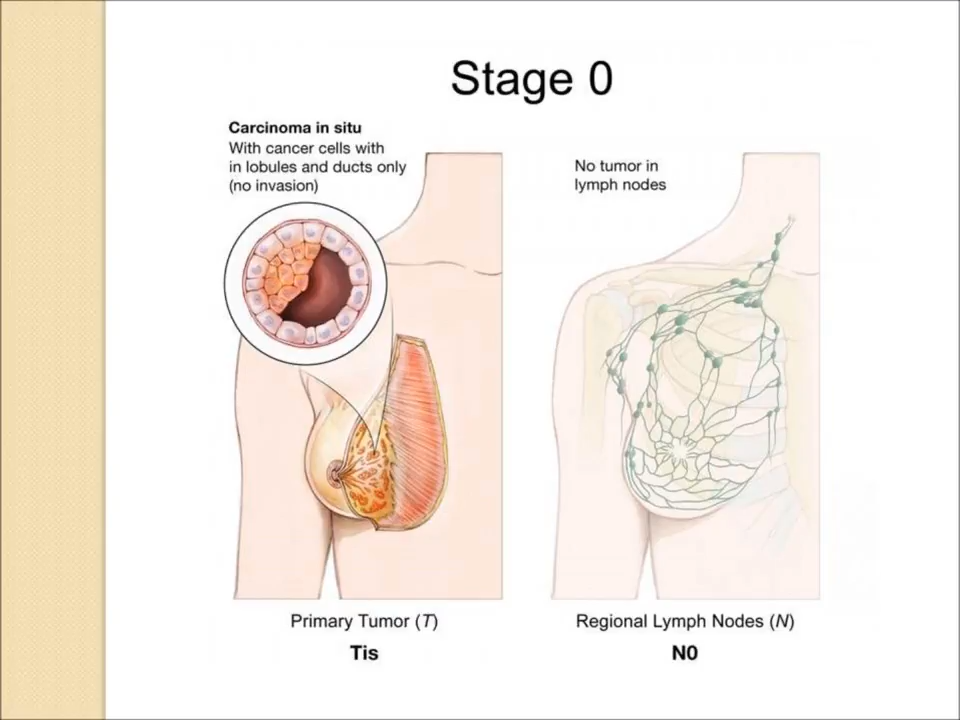 Stage 0
Carcinoma in situ
With cancer cells with
in lobules and ducts only
(no invasion)
No tumor in
lymph nodes
Primary Tumor (T)
Tis
Regional Lymph Nodes (N)
N0